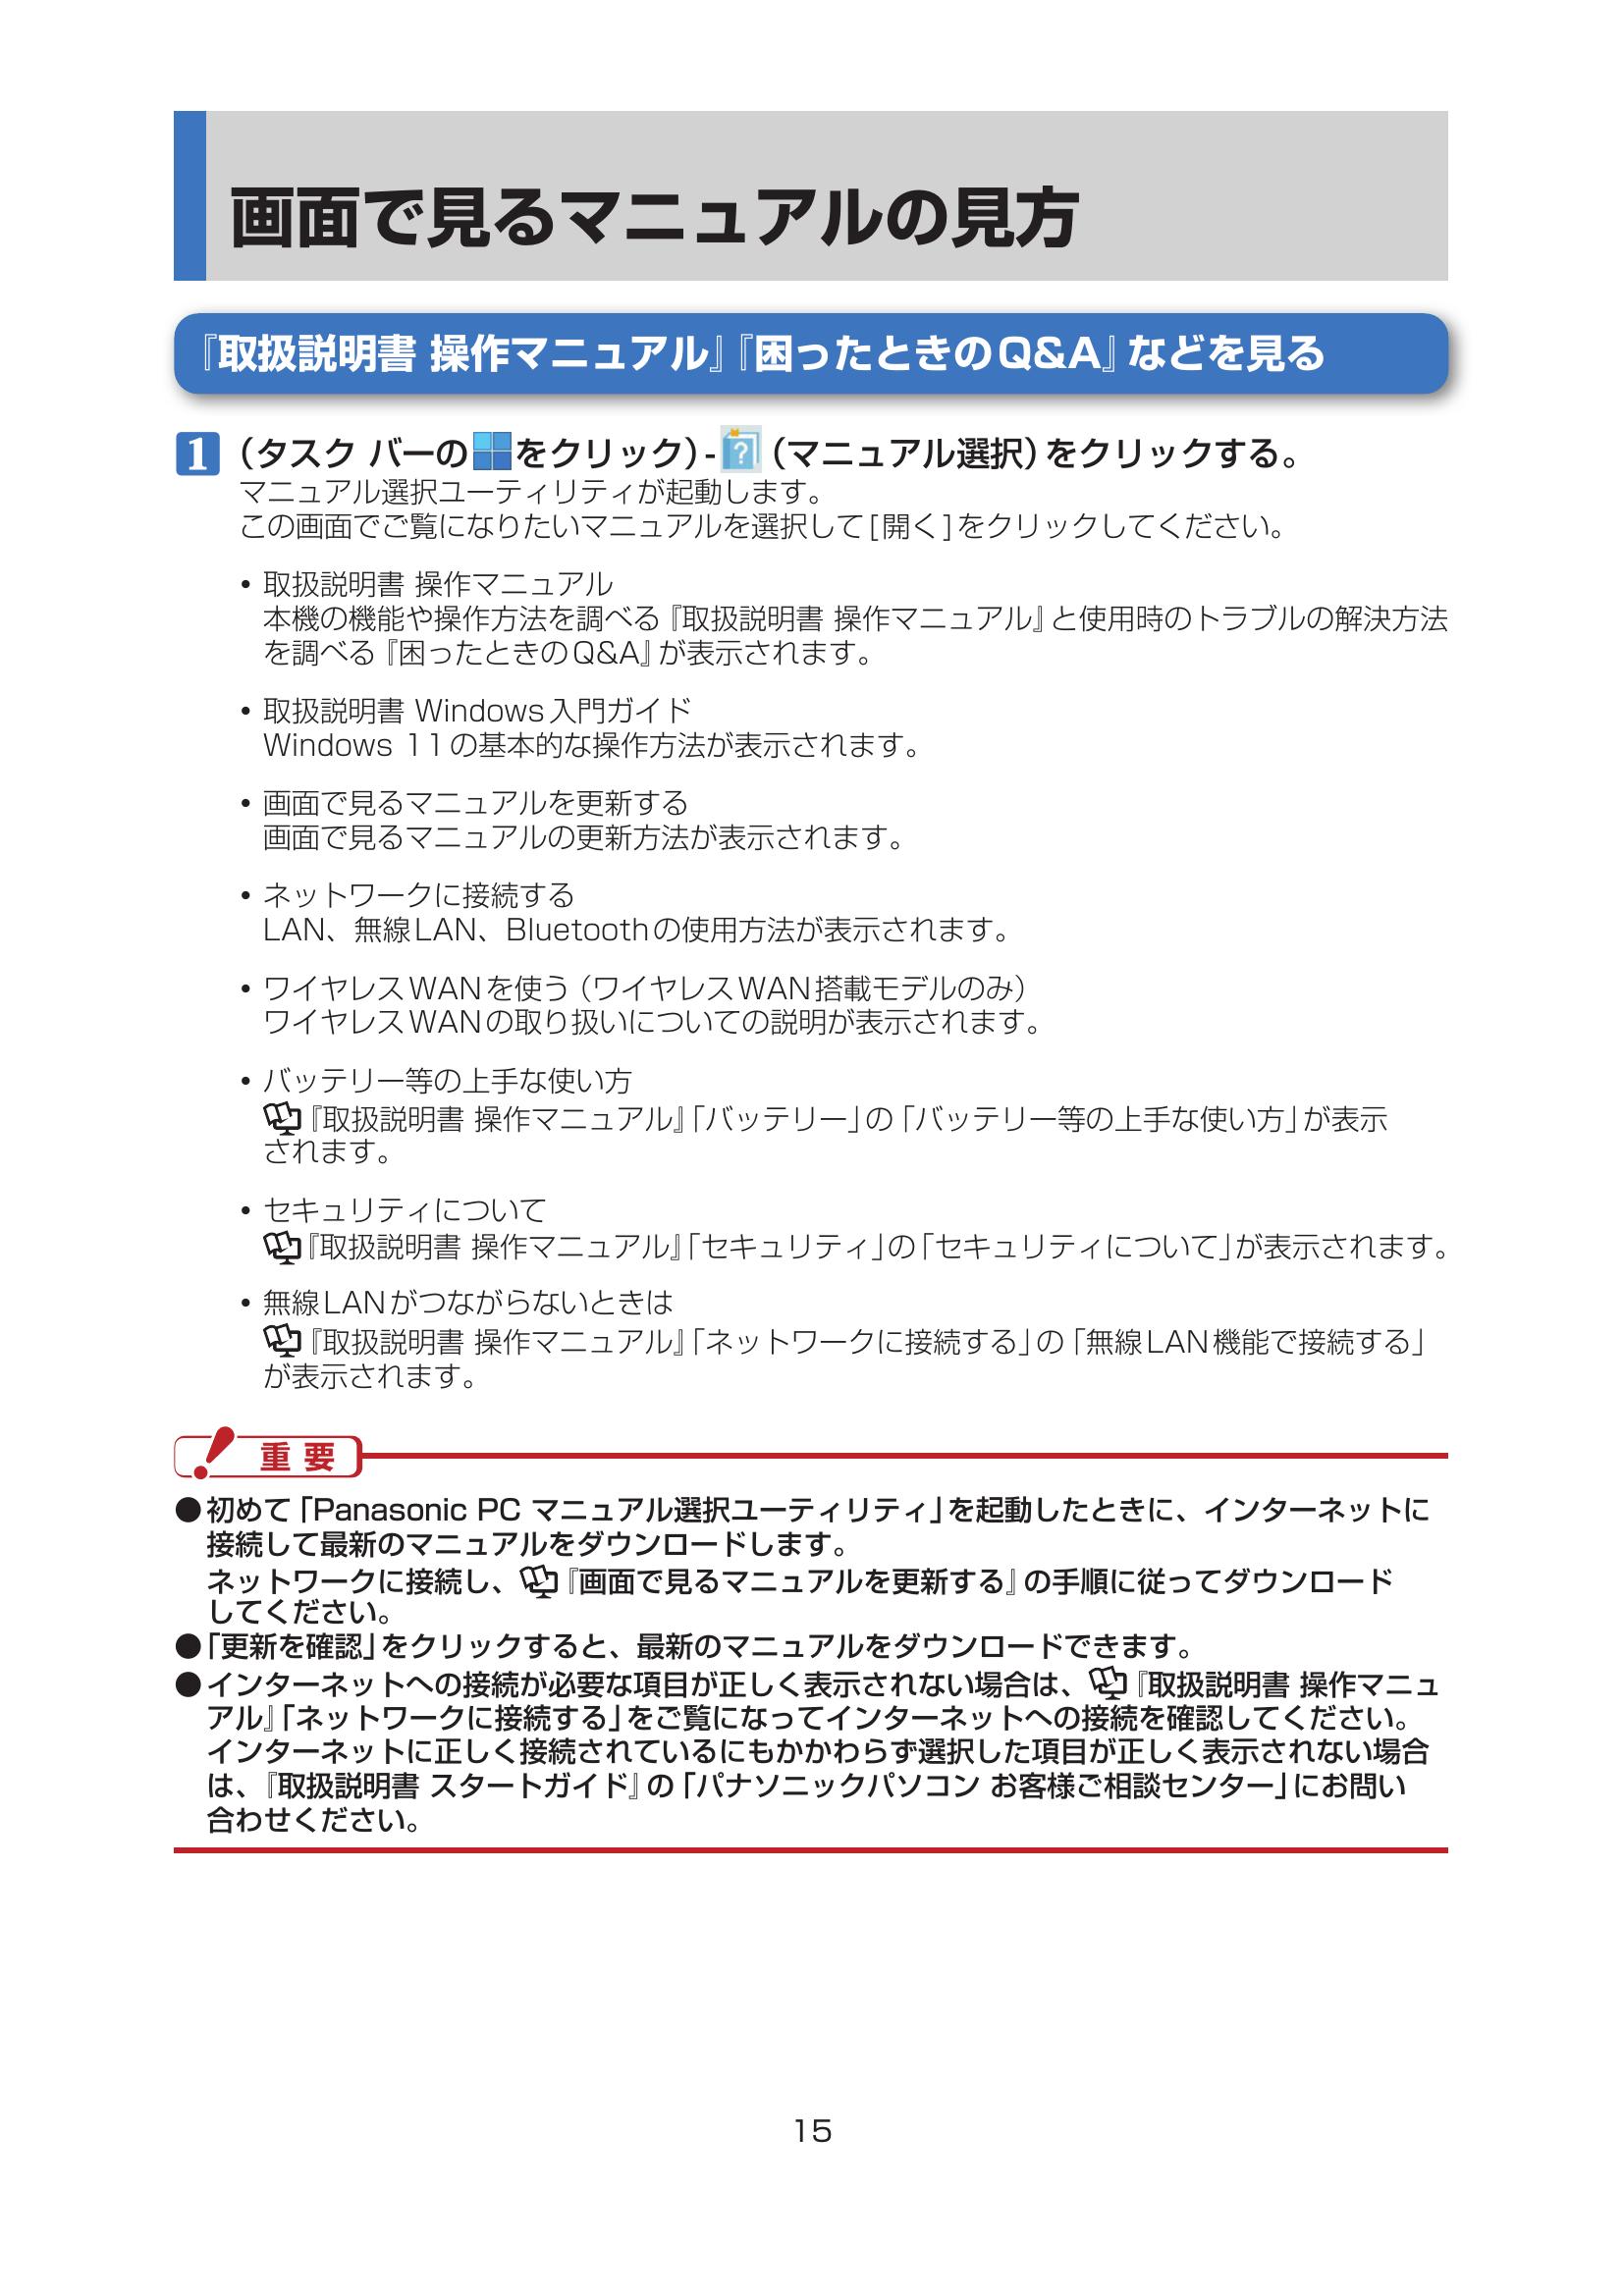 画面で見るマニュアルの見方
『取扱説明書 操作マニュアル』『困ったときのQ&A』などを見る
1 （タスク バーの をクリック）- （マニュアル選択）をクリックする。
マニュアル選択ユーティリティが起動します。
この画面でご覧になりたいマニュアルを選択して[開く]をクリックしてください。
• 取扱説明書 操作マニュアル
本機の機能や操作方法を調べる『取扱説明書 操作マニュアル』と使用時のトラブルの解決方法
を調べる『困ったときのQ&A』が表示されます。
• 取扱説明書 Windows入門ガイド
Windows 11の基本的な操作方法が表示されます。
• 画面で見るマニュアルを更新する
画面で見るマニュアルの更新方法が表示されます。
• ネットワークに接続する
LAN、無線LAN、Bluetoothの使用方法が表示されます。
• ワイヤレスWANを使う（ワイヤレスWAN搭載モデルのみ）
ワイヤレスWANの取り扱いについての説明が表示されます。
• バッテリー等の上手な使い方
『取扱説明書 操作マニュアル』「バッテリー」の「バッテリー等の上手な使い方」が表示
されます。
• セキュリティについて
『取扱説明書 操作マニュアル』「セキュリティ」の「セキュリティについて」が表示されます。
• 無線LANがつながらないときは
『取扱説明書 操作マニュアル』「ネットワークに接続する」の「無線LAN機能で接続する」
が表示されます。
重要
●初めて「Panasonic PC マニュアル選択ユーティリティ」を起動したときに、インターネットに
接続して最新のマニュアルをダウンロードします。
ネットワークに接続し、『画面で見るマニュアルを更新する』の手順に従ってダウンロード
してください。
●「更新を確認」をクリックすると、最新のマニュアルをダウンロードできます。
●インターネットへの接続が必要な項目が正しく表示されない場合は、『取扱説明書 操作マニュ
アル』「ネットワークに接続する」をご覧になってインターネットへの接続を確認してください。
インターネットに正しく接続されているにもかかわらず選択した項目が正しく表示されない場合
は、『取扱説明書 スタートガイド』の「パナソニックパソコン お客様ご相談センター」にお問い
合わせください。
15